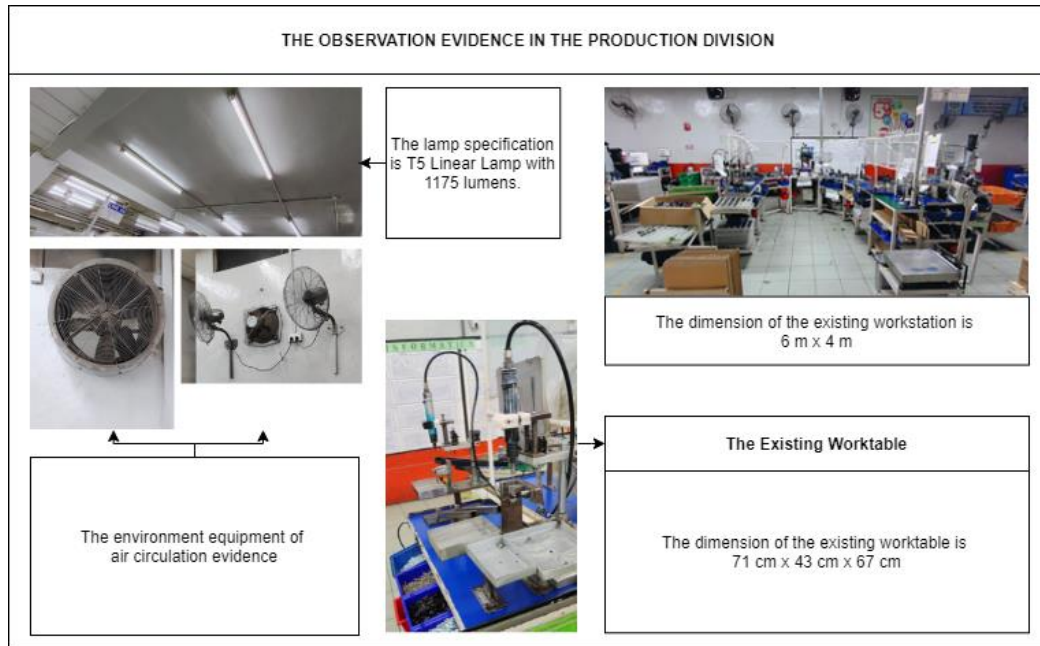 THE OBSERVATION EVIDENCE IN THE PRODUCTION DIVISION
The lamp specification
is T5 Linear Lamp with
1175 lumens.
The dimension of the existing workstation is
6 m x 4 m
The Existing Worktable
The dimension of the existing worktable is
71 cm x 43 cm x 67 cm
The environment equipment of
air circulation evidence